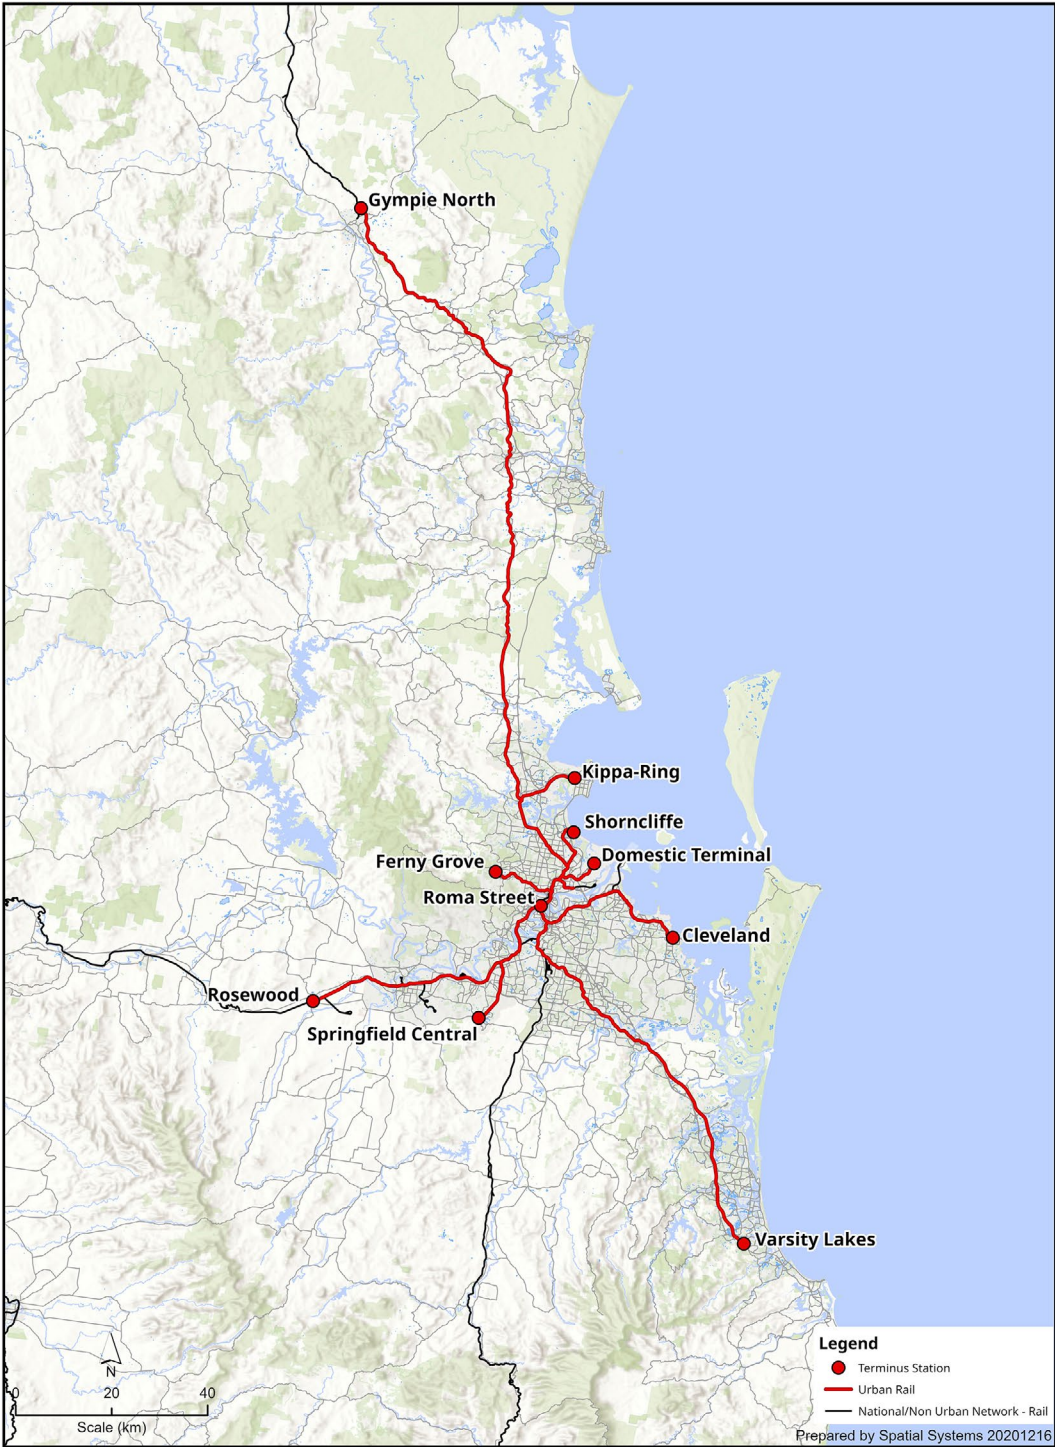 Gympie North
Kippa-Ring
Shorncliffe
Domestic Terminal
Ferny Grove
Roma Street
Cleveland
Rosewood
Springfield Central
Varsity Lakes
N
0 20 40
Scale (km)
Legend
Terminus Station
Urban Rail
National/Non Urban Network - Rail
Prepared by Spatial Systems 20201216